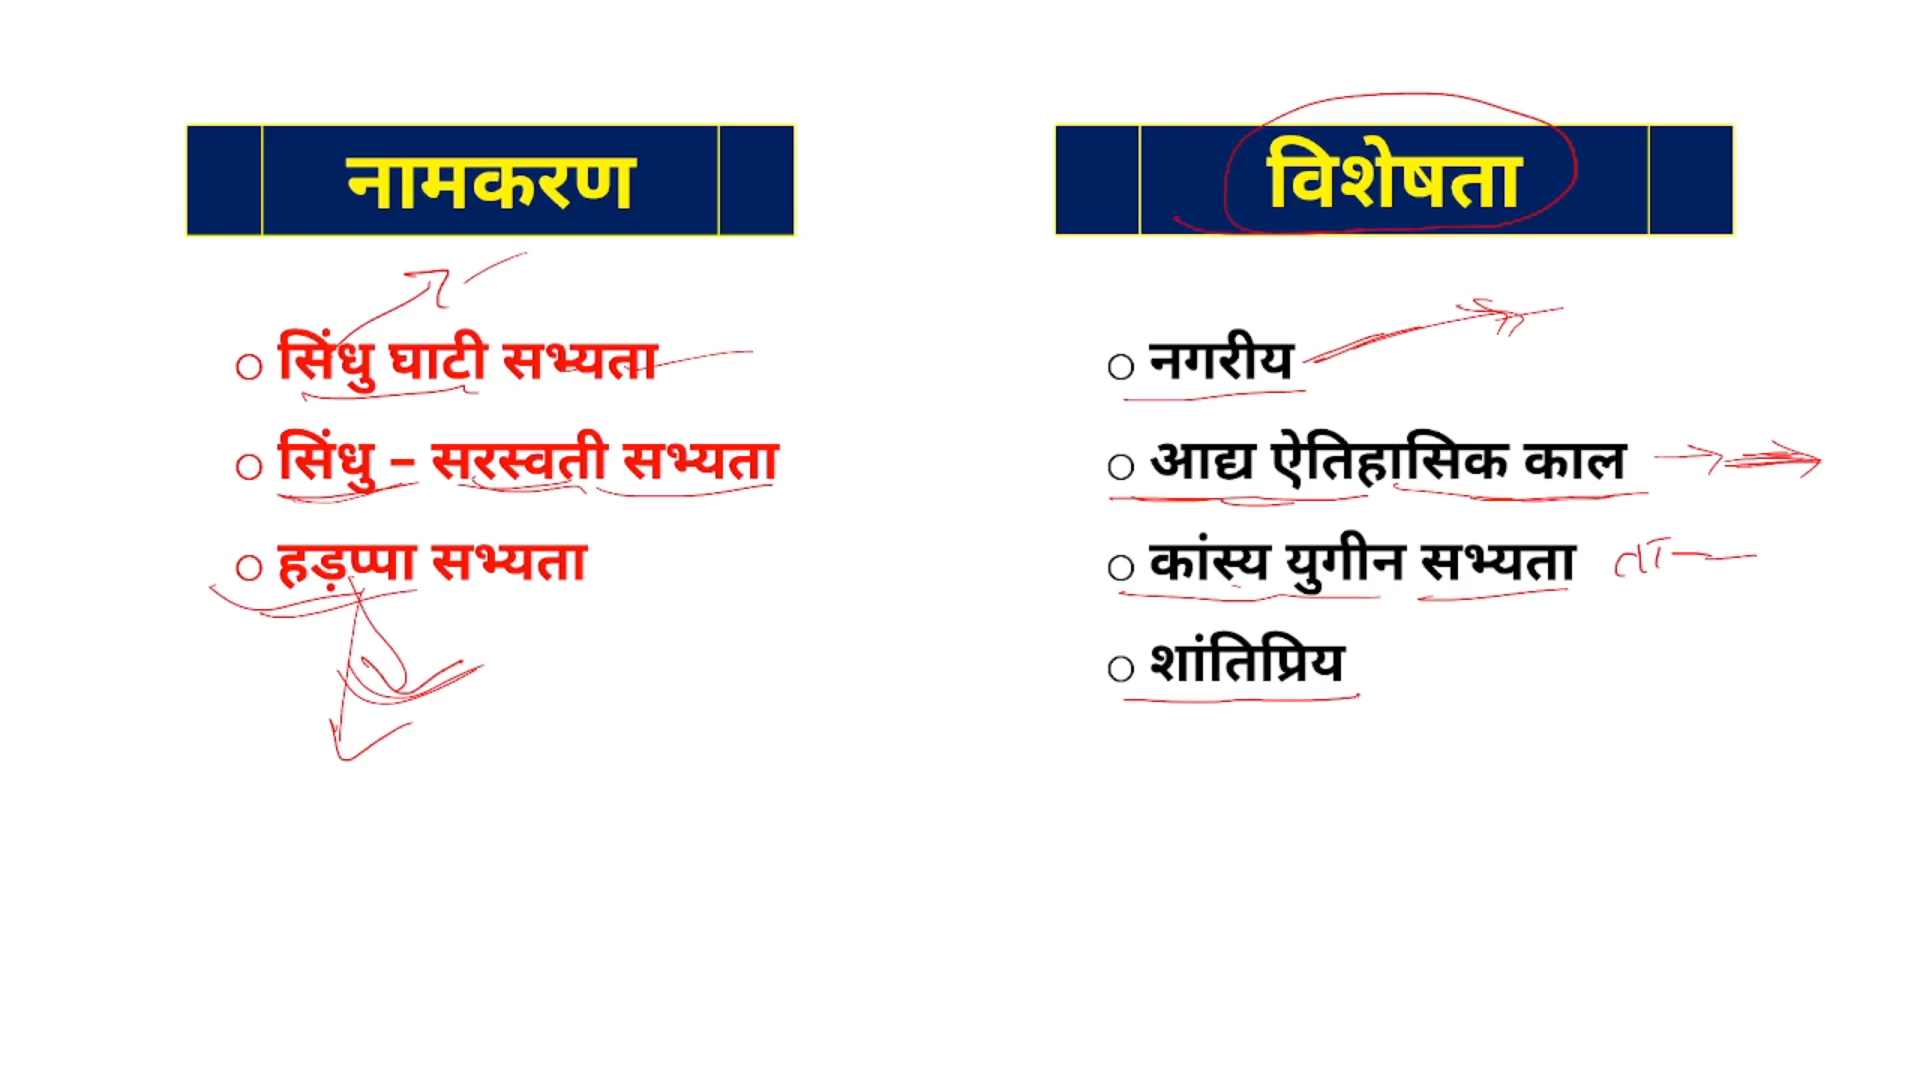 नामकरण
○ सिंधु घाटी सभ्यता
○ सिंधु – सरस्वती सभ्यता
○ हड़प्पा सभ्यता
विशेषता
○ नगरीय
○ आद्य ऐतिहासिक काल
○ कांस्य युगीन सभ्यता
○ शांतिप्रिय